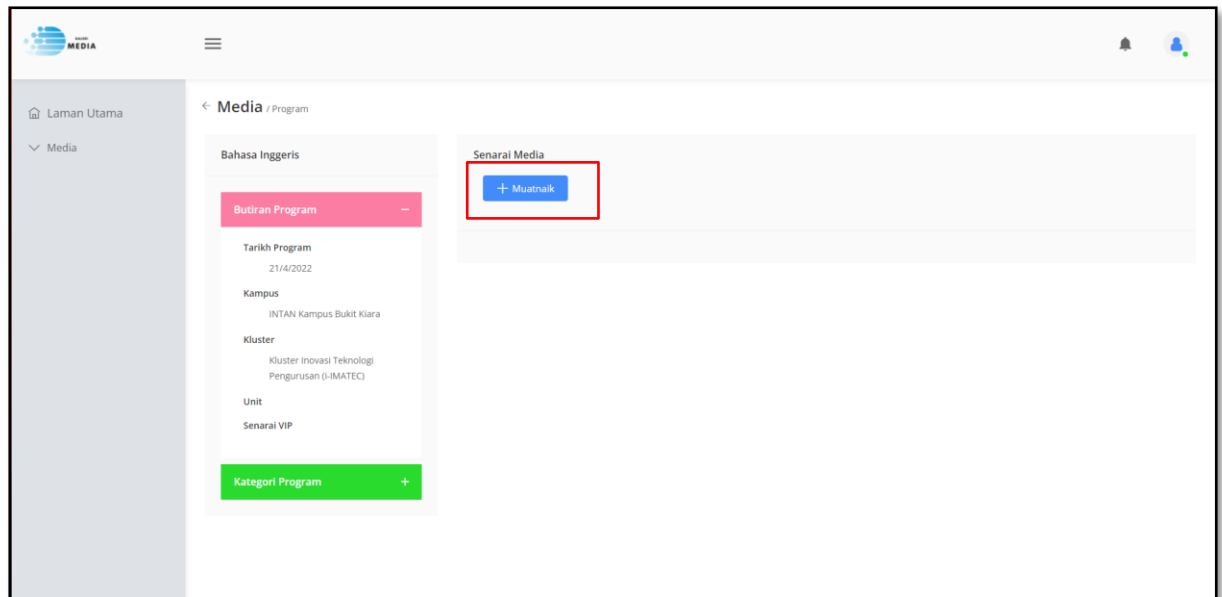 MEDIA
Laman Utama
Media
Media / Program
Bahasa Inggeris
Butiran Program
Tarikh Program
21/4/2022
Kampus
INTAN Kampus Bukit Kiara
Kluster
Kluster Inovasi Teknologi
Pengurusan (i-IMATEC)
Unit
Senarai VIP
Kategori Program
Senarai Media
+ Muatnaik